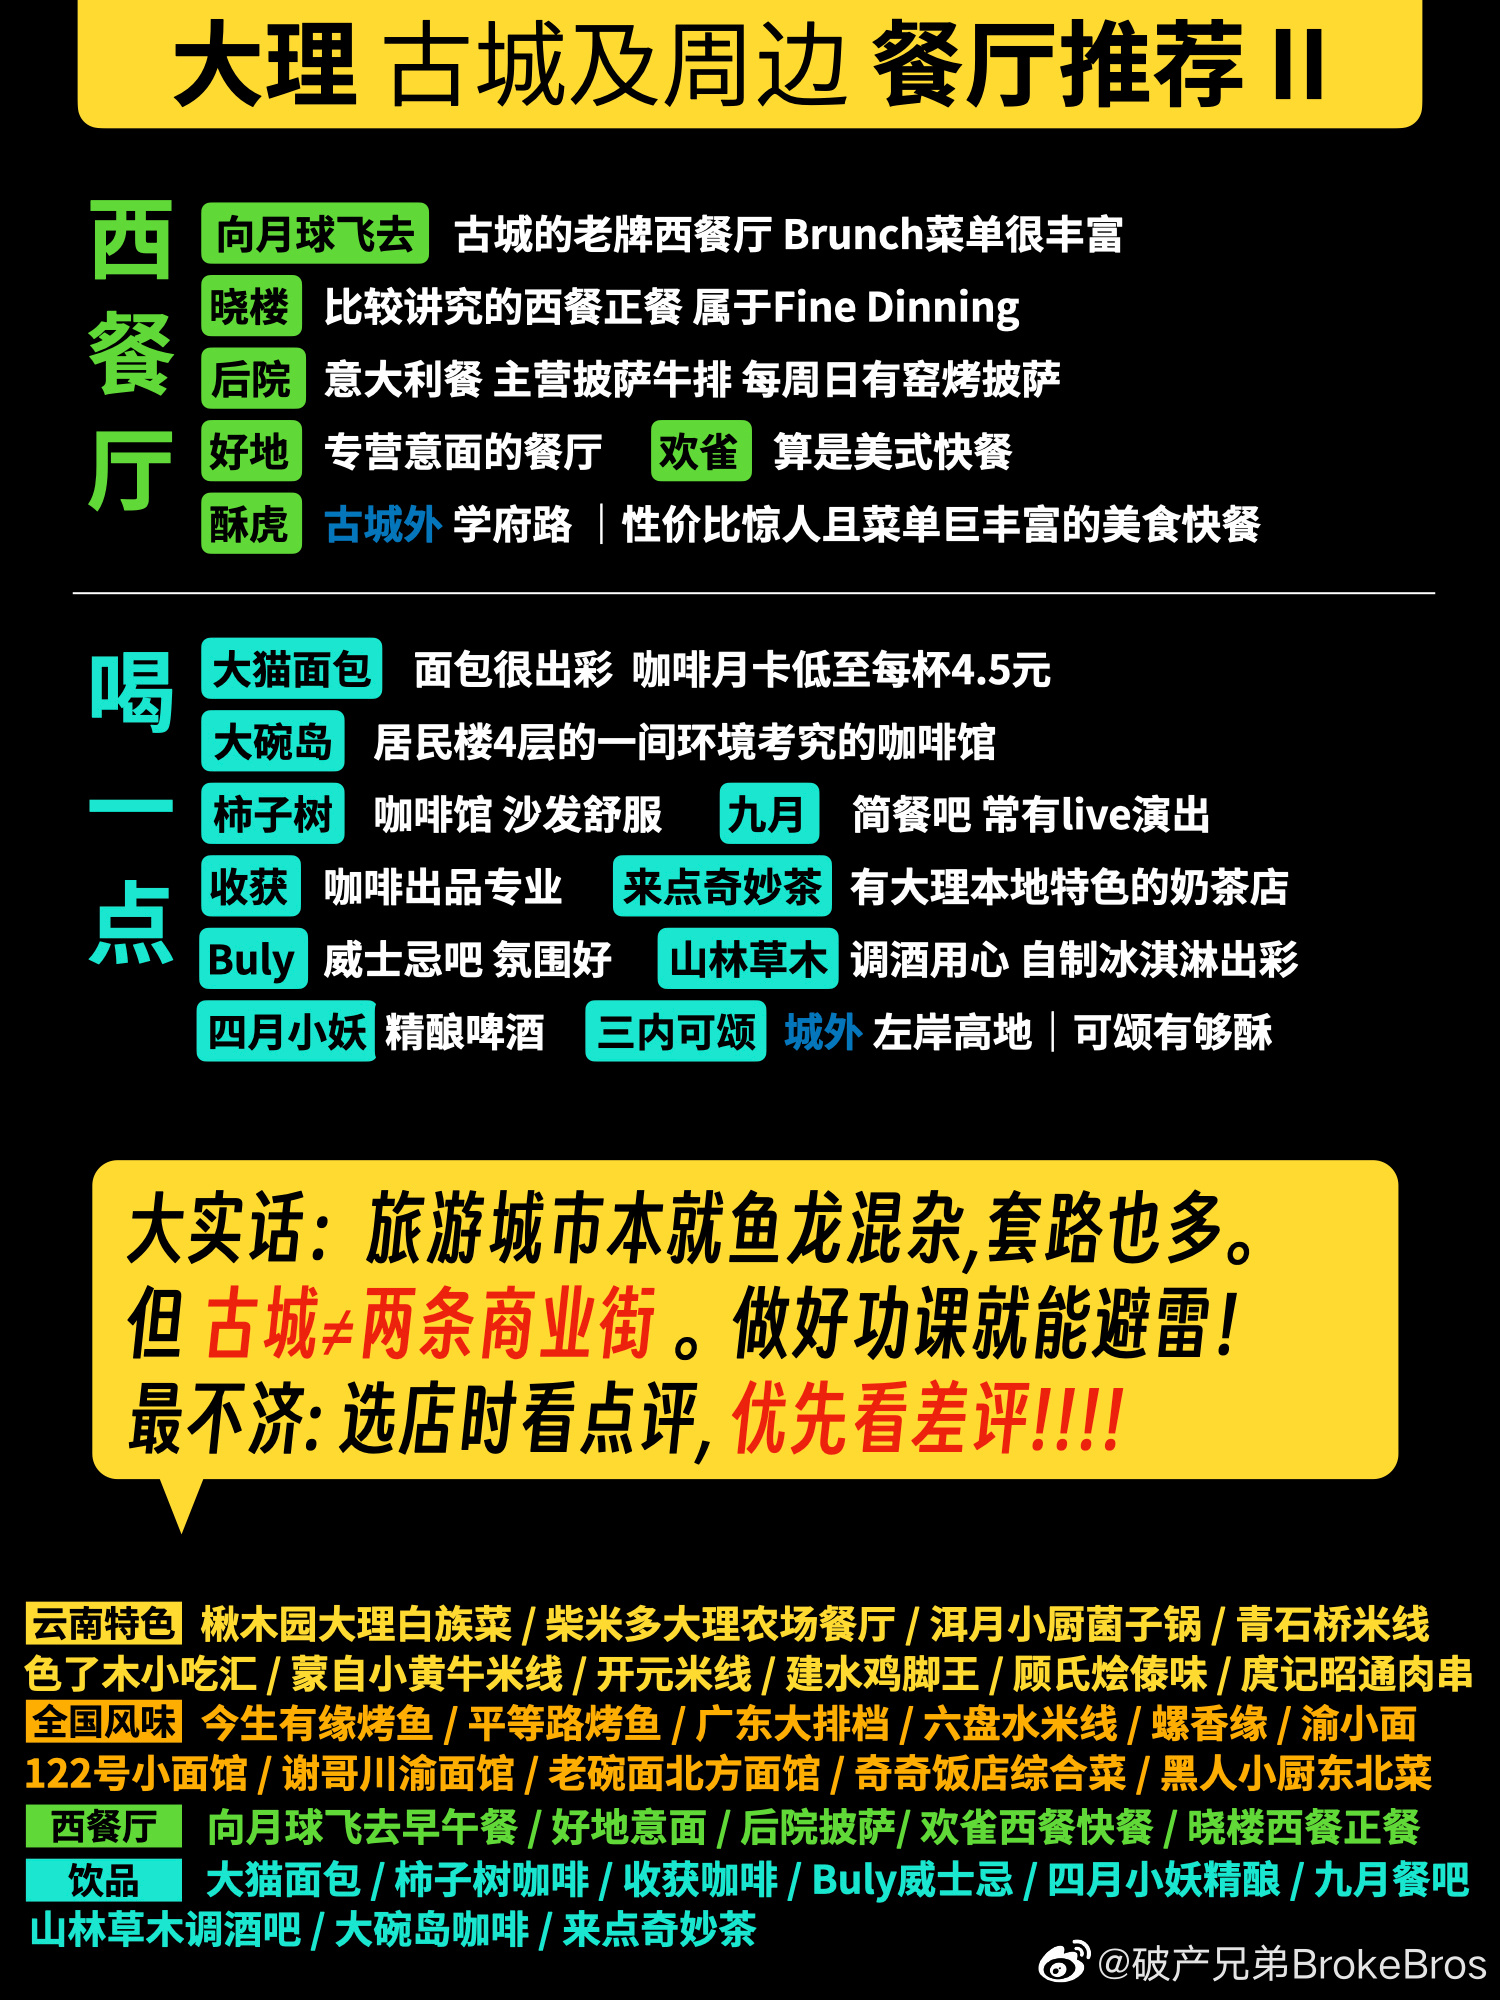 大理 古城及周边 餐厅推荐 II
西餐厅
向月球飞去 古城的老牌西餐厅 Brunch菜单很丰富
晓楼 比较讲究的西餐正餐 属于Fine Dinning
后院 意大利餐 主营披萨牛排 每周日有窑烤披萨
好地 专营意面的餐厅 欢雀 算是美式快餐
酥虎 古城外 学府路 ｜性价比惊人且菜单巨丰富的美食快餐
喝一点
大猫面包 面包很出彩 咖啡月卡低至每杯4.5元
大碗岛 居民楼4层的一间环境考究的咖啡馆
柿子树 咖啡馆 沙发舒服 九月 简餐吧 常有live演出
收获 咖啡出品专业 来点奇妙茶 有大理本地特色的奶茶店
Buly 威士忌吧 氛围好 山林草木 调酒用心 自制冰淇淋出彩
四月小妖 精酿啤酒 三内可颂 城外 左岸高地｜可颂有够酥
大实话：旅游城市本就鱼龙混杂,套路也多。
但 古城≠两条商业街 。做好功课就能避雷！
最不济: 选店时看点评, 优先看差评!!!!
云南特色 楸木园大理白族菜 / 柴米多大理农场餐厅 / 洱月小厨菌子锅 / 青石桥米线
色了木小吃汇 / 蒙自小黄牛米线 / 开元米线 / 建水鸡脚王 / 顾氏烩傣味 / 庹记昭通肉串
全国风味 今生有缘烤鱼 / 平等路烤鱼 / 广东大排档 / 六盘水米线 / 螺香缘 / 渝小面
122号小面馆 / 谢哥川渝面馆 / 老碗面北方面馆 / 奇奇饭店综合菜 / 黑人小厨东北菜
西餐厅 向月球飞去早午餐 / 好地意面 / 后院披萨/ 欢雀西餐快餐 / 晓楼西餐正餐
饮品 大猫面包 / 柿子树咖啡 / 收获咖啡 / Buly威士忌 / 四月小妖精酿 / 九月餐吧
山林草木调酒吧 / 大碗岛咖啡 / 来点奇妙茶
@破产兄弟BrokeBros